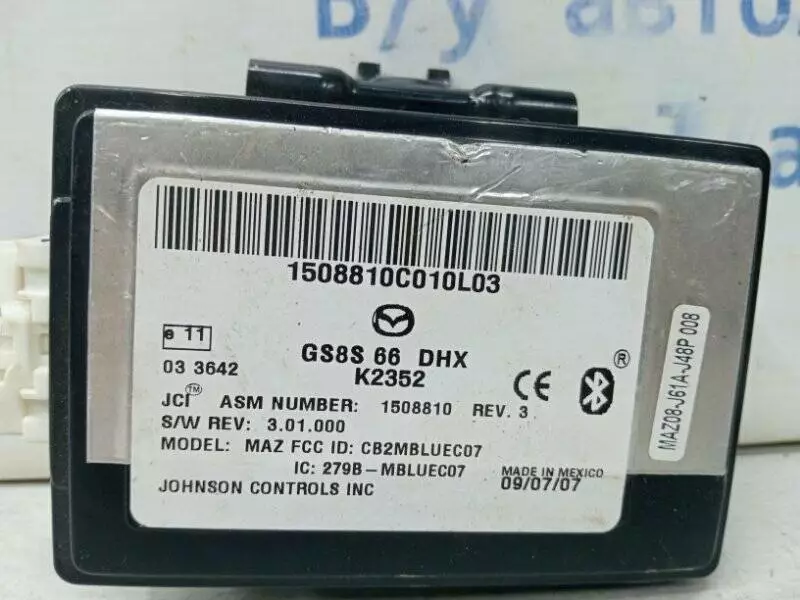 Б/у авто
1508810C010L03
e 11
GS8S 66 DHX
03 3642
K2352
CE
®
JCI™ ASM NUMBER: 1508810 REV. 3
S/W REV: 3.01.000
MODEL: MAZ FCC ID: CB2MBLUEC07
IC: 279B-MBLUEC07
MADE IN MEXICO
JOHNSON CONTROLS INC
09/07/07
MAZ08-J61A-J48P 008